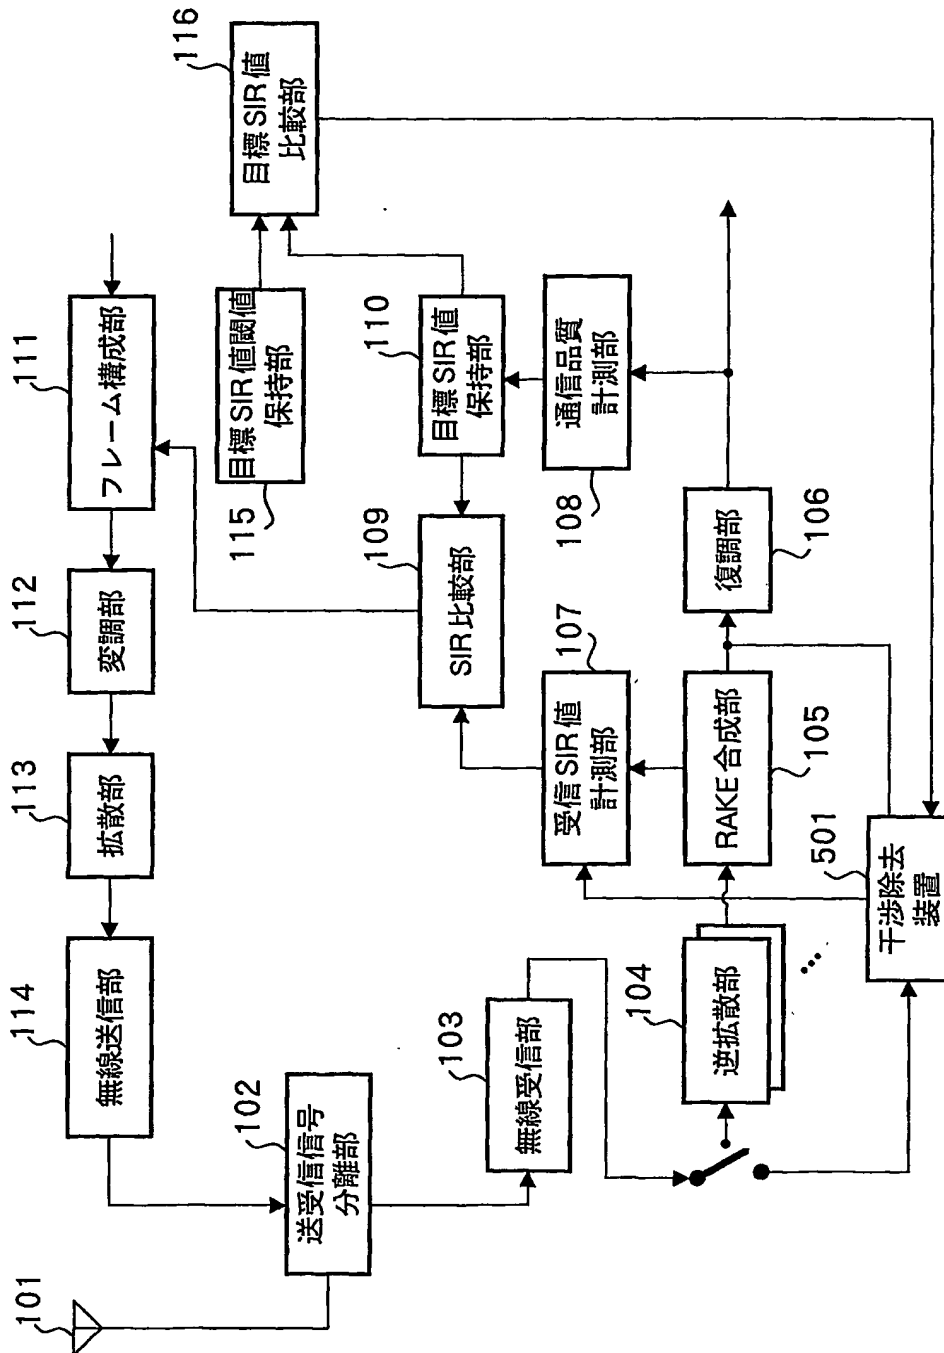 101
102
送受信信号
分離部
103
無線受信部
104
逆拡散部
105
RAKE合成部
106
復調部
107
受信SIR値
計測部
108
通信品質
計測部
109
SIR比較部
110
目標SIR値
保持部
111
フレーム構成部
112
変調部
113
拡散部
114
無線送信部
115
目標SIR値閾値
保持部
116
目標SIR値
比較部
501
干渉除去
装置